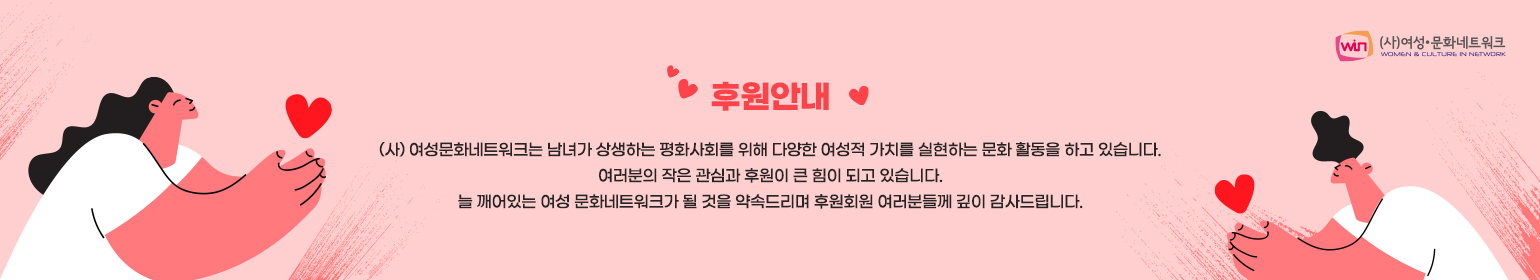 win (사)여성·문화네트워크
WOMEN & CULTURE IN NETWORK
후원안내
(사) 여성문화네트워크는 남녀가 상생하는 평화사회를 위해 다양한 여성적 가치를 실현하는 문화 활동을 하고 있습니다.
여러분의 작은 관심과 후원이 큰 힘이 되고 있습니다.
늘 깨어있는 여성 문화네트워크가 될 것을 약속드리며 후원회원 여러분들께 깊이 감사드립니다.